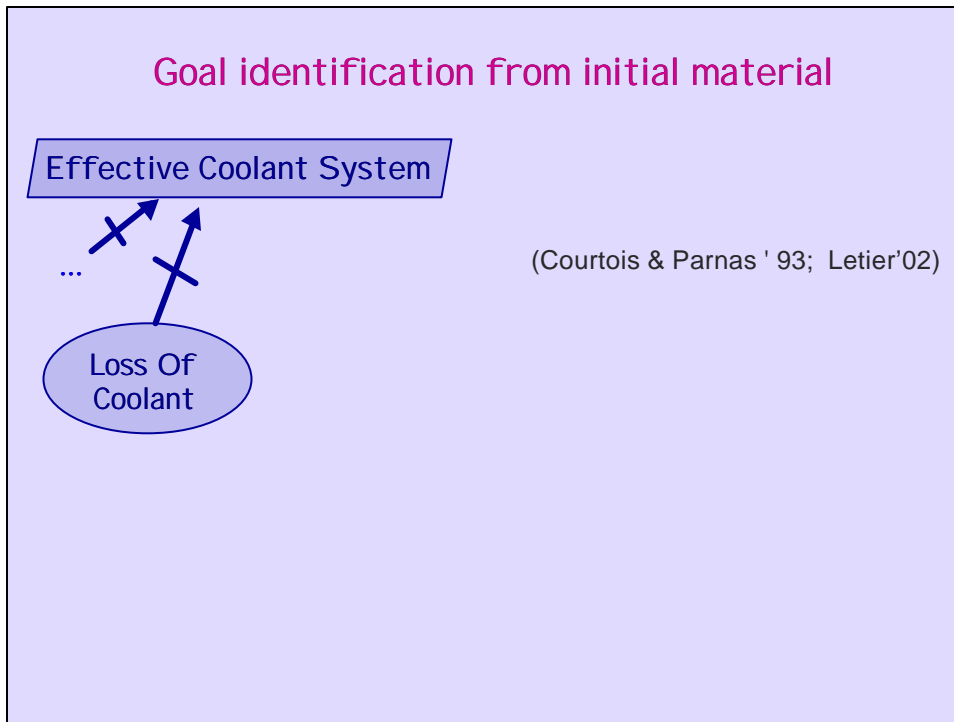 Goal identification from initial material
Effective Coolant System
...
(Courtois & Parnas ' 93;  Letier’02)
Loss Of
Coolant